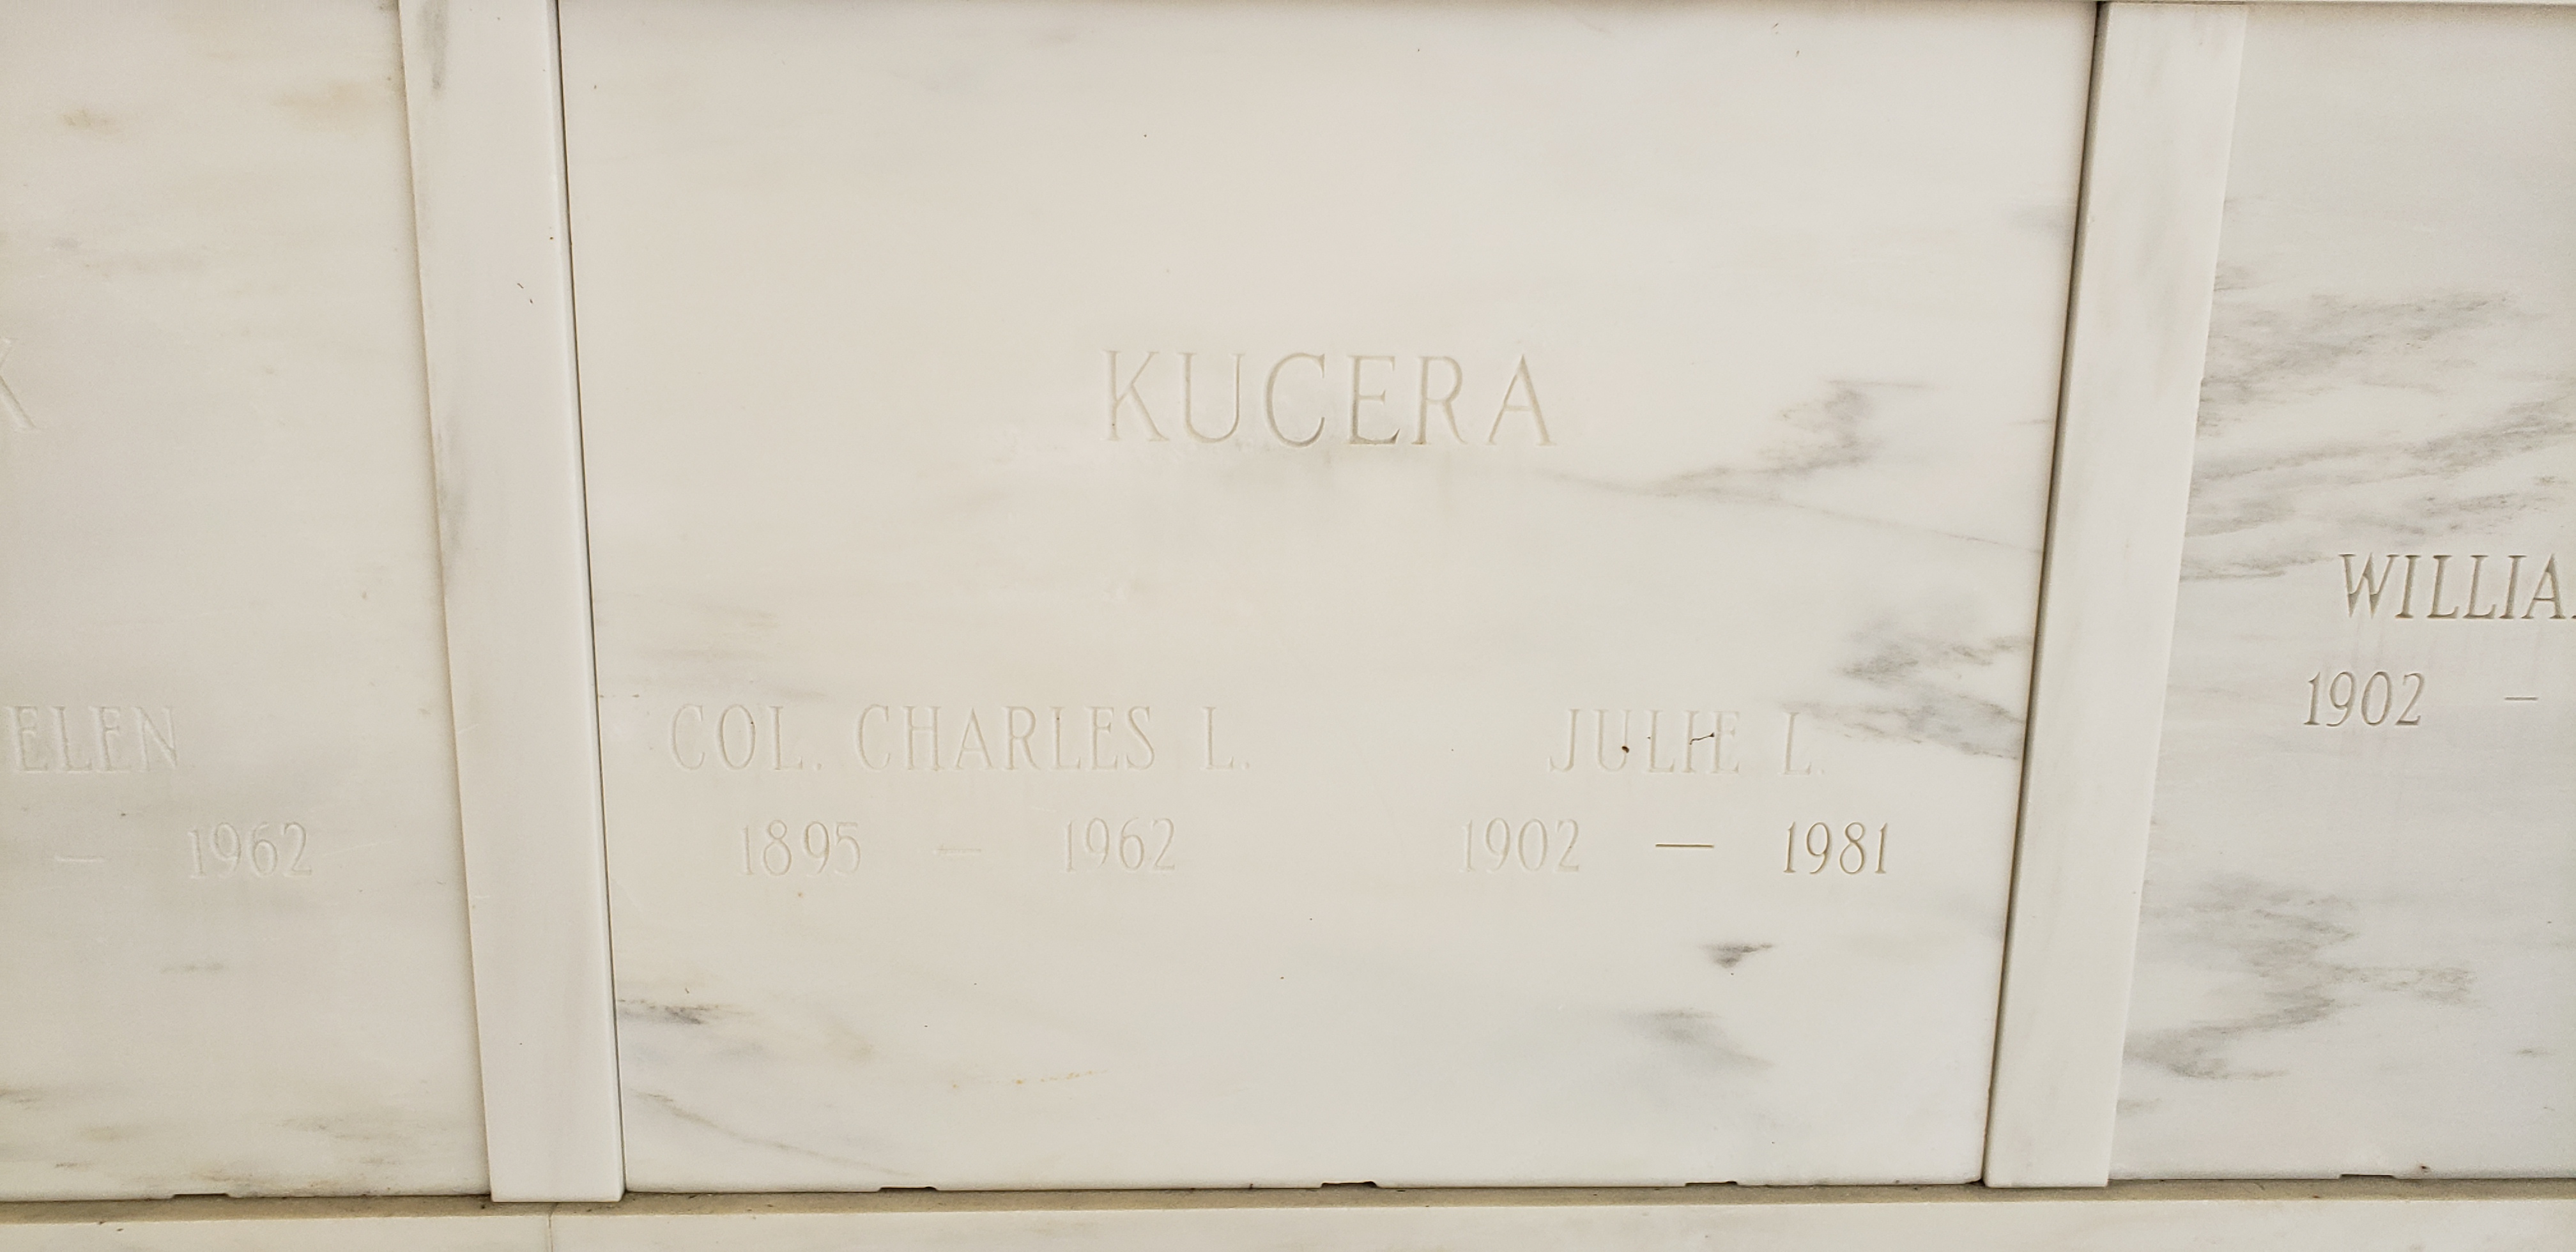 KUCERA
COL. CHARLES L.
1895 — 1962
JULIE L.
1902 — 1981
ELEN
— 1962
WILLIA
1902 —